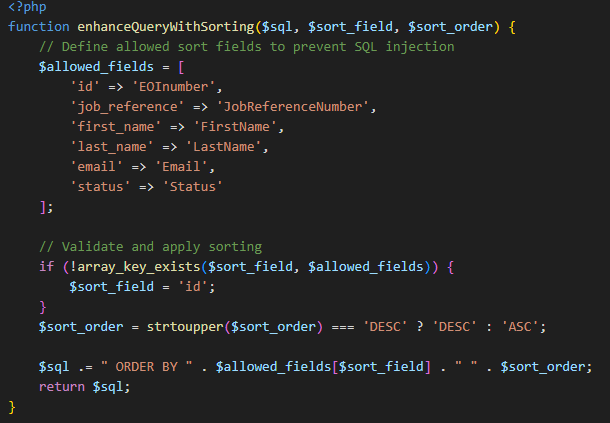 <?php
function enhanceQueryWithSorting($sql, $sort_field, $sort_order) {
    // Define allowed sort fields to prevent SQL injection
    $allowed_fields = [
        'id' => 'EOInumber',
        'job_reference' => 'JobReferenceNumber',
        'first_name' => 'FirstName',
        'last_name' => 'LastName',
        'email' => 'Email',
        'status' => 'Status'
    ];

    // Validate and apply sorting
    if (!array_key_exists($sort_field, $allowed_fields)) {
        $sort_field = 'id';
    }
    $sort_order = strtoupper($sort_order) === 'DESC' ? 'DESC' : 'ASC';

    $sql .= " ORDER BY " . $allowed_fields[$sort_field] . " " . $sort_order;
    return $sql;
}